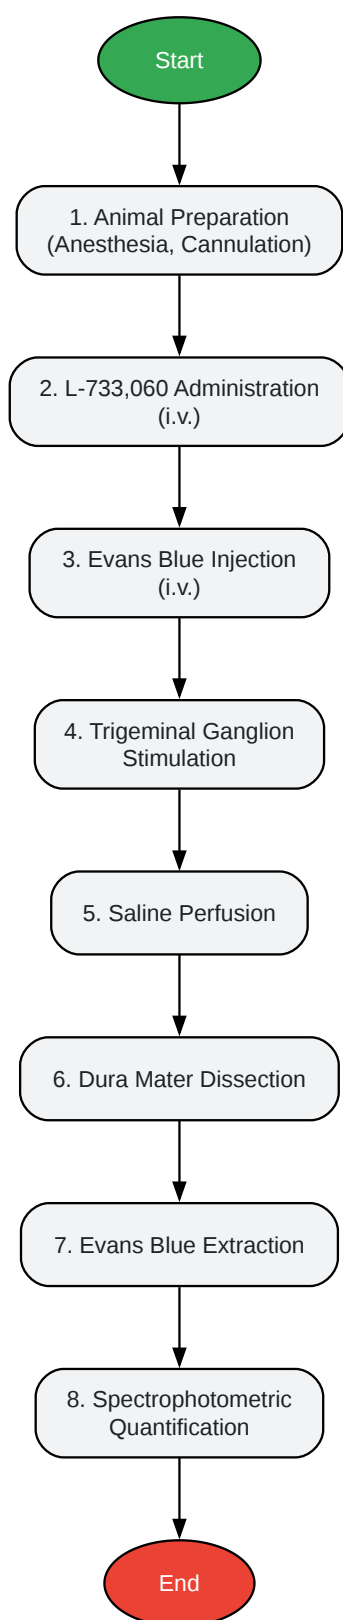 Start
1. Animal Preparation
(Anesthesia, Cannulation)
2. L-733,060 Administration
(i.v.)
3. Evans Blue Injection
(i.v.)
4. Trigeminal Ganglion
Stimulation
5. Saline Perfusion
6. Dura Mater Dissection
7. Evans Blue Extraction
8. Spectrophotometric
Quantification
End